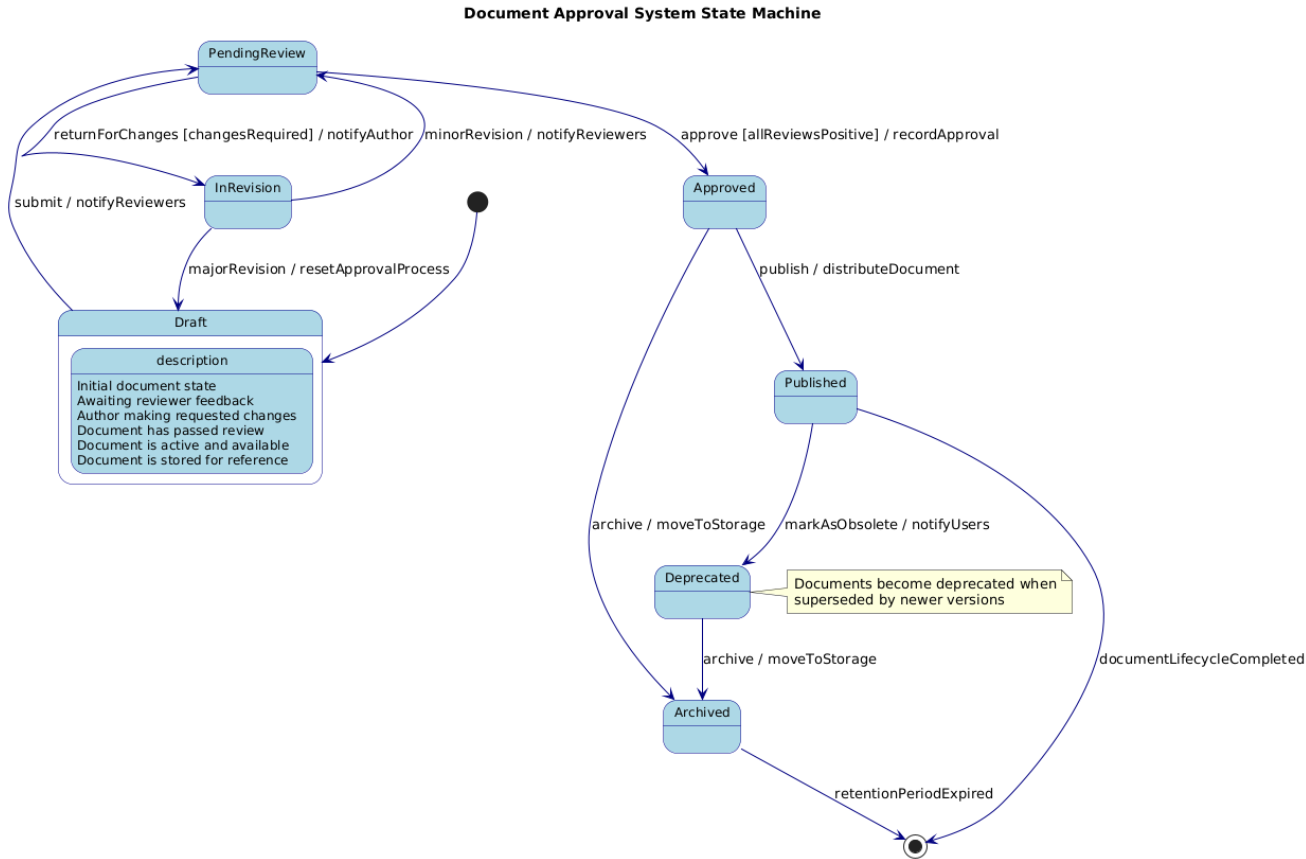 Document Approval System State Machine
PendingReview
returnForChanges [changesRequired] / notifyAuthor
minorRevision / notifyReviewers
approve [allReviewsPositive] / recordApproval
InRevision
Approved
submit / notifyReviewers
majorRevision / resetApprovalProcess
publish / distributeDocument
Draft
description
Initial document state
Awaiting reviewer feedback
Author making requested changes
Document has passed review
Document is active and available
Document is stored for reference
Published
archive / moveToStorage
markAsObsolete / notifyUsers
Deprecated
Documents become deprecated when
superseded by newer versions
archive / moveToStorage
documentLifecycleCompleted
Archived
retentionPeriodExpired